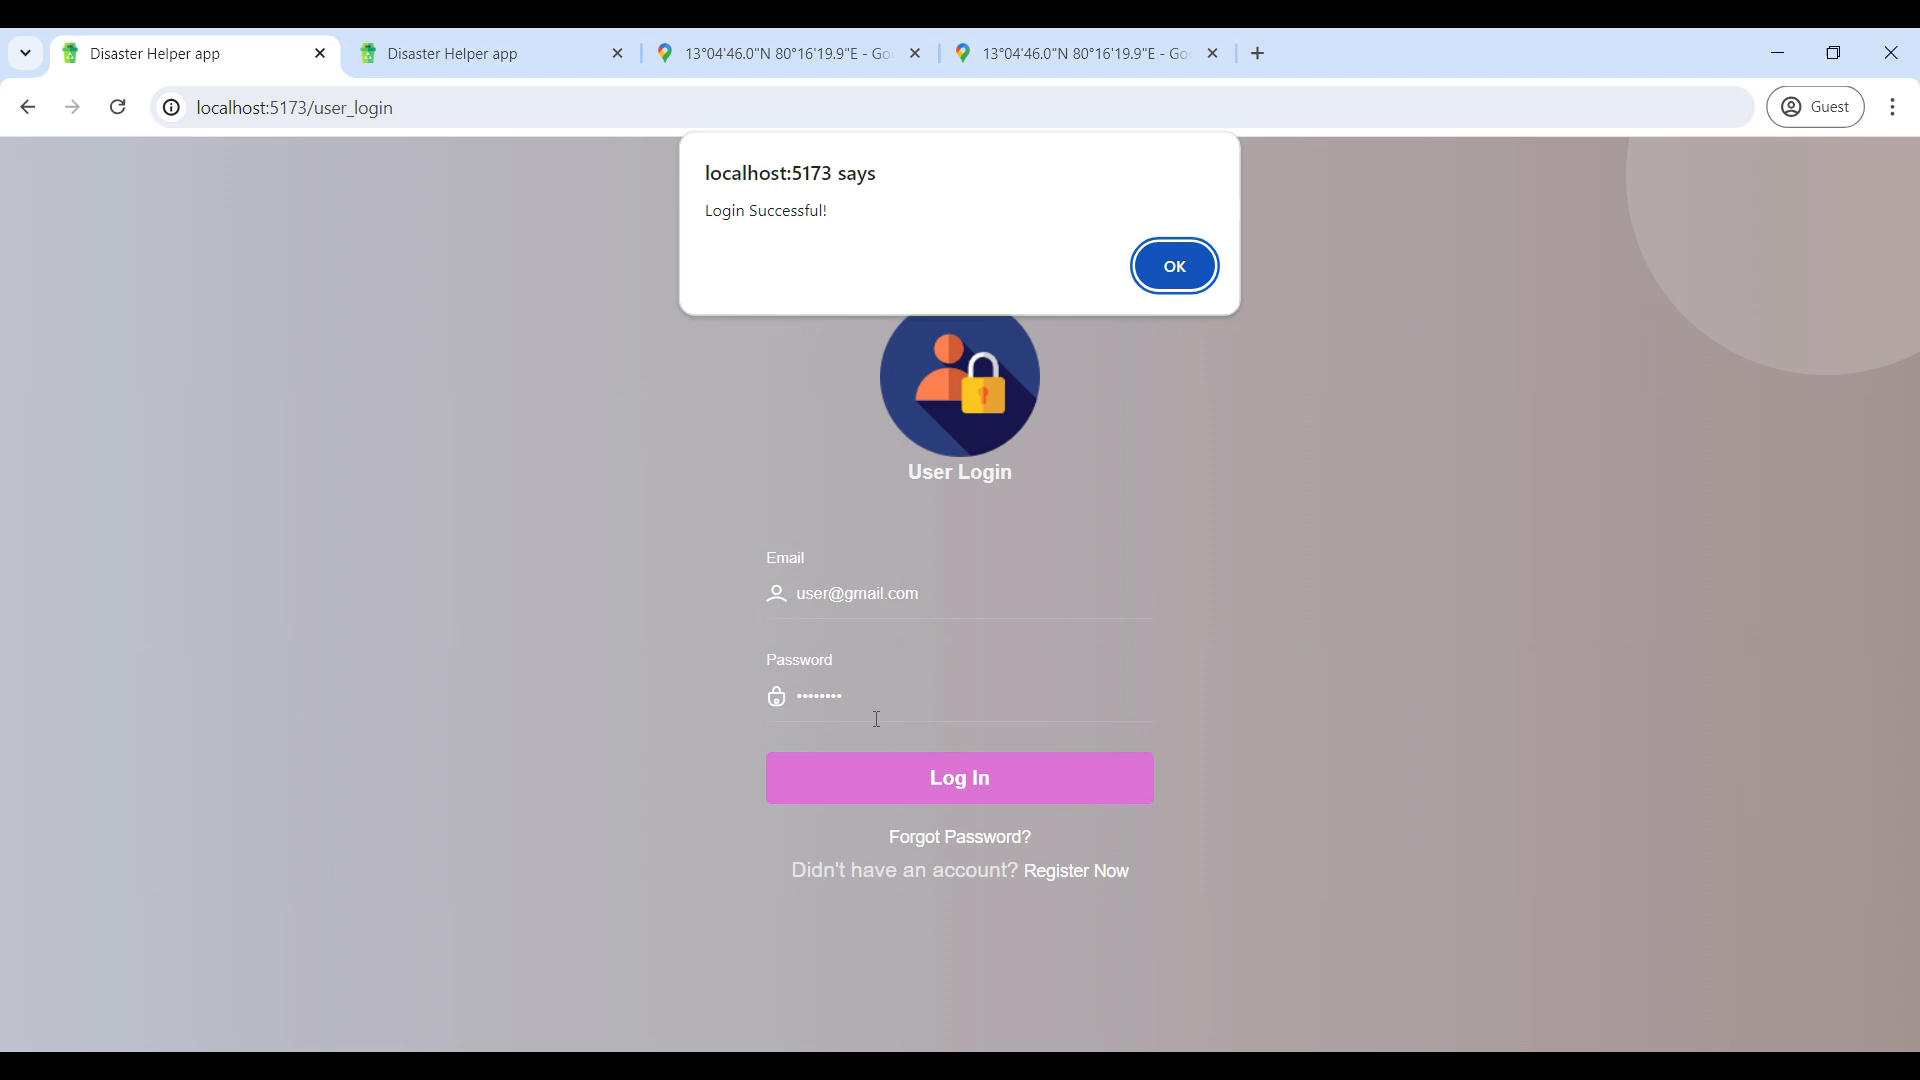 Disaster Helper app
Disaster Helper app
13°04'46.0"N 80°16'19.9"E - Go
13°04'46.0"N 80°16'19.9"E - Go
localhost:5173/user_login
Guest
localhost:5173 says
Login Successful!
OK
User Login
Email
user@gmail.com
Password
••••••••
Log In
Forgot Password?
Didn't have an account? Register Now